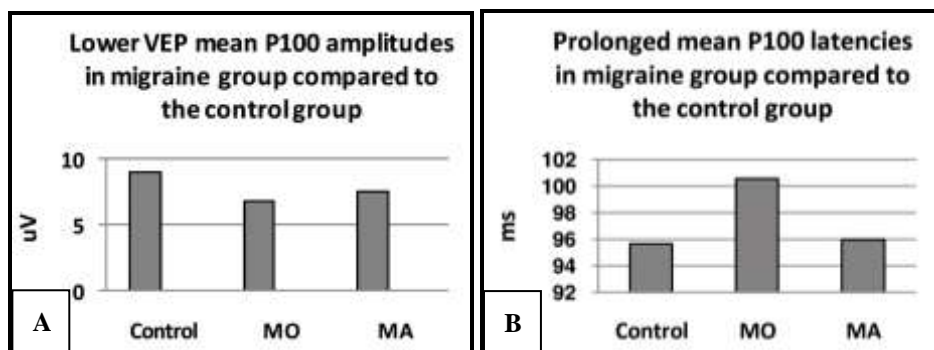 Lower VEP mean P100 amplitudes
in migraine group compared to
the control group
10
5
0
uV
Control MO MA
A
Prolonged mean P100 latencies
in migraine group compared to
the control group
102
100
98
96
94
92
ms
Control MO MA
B